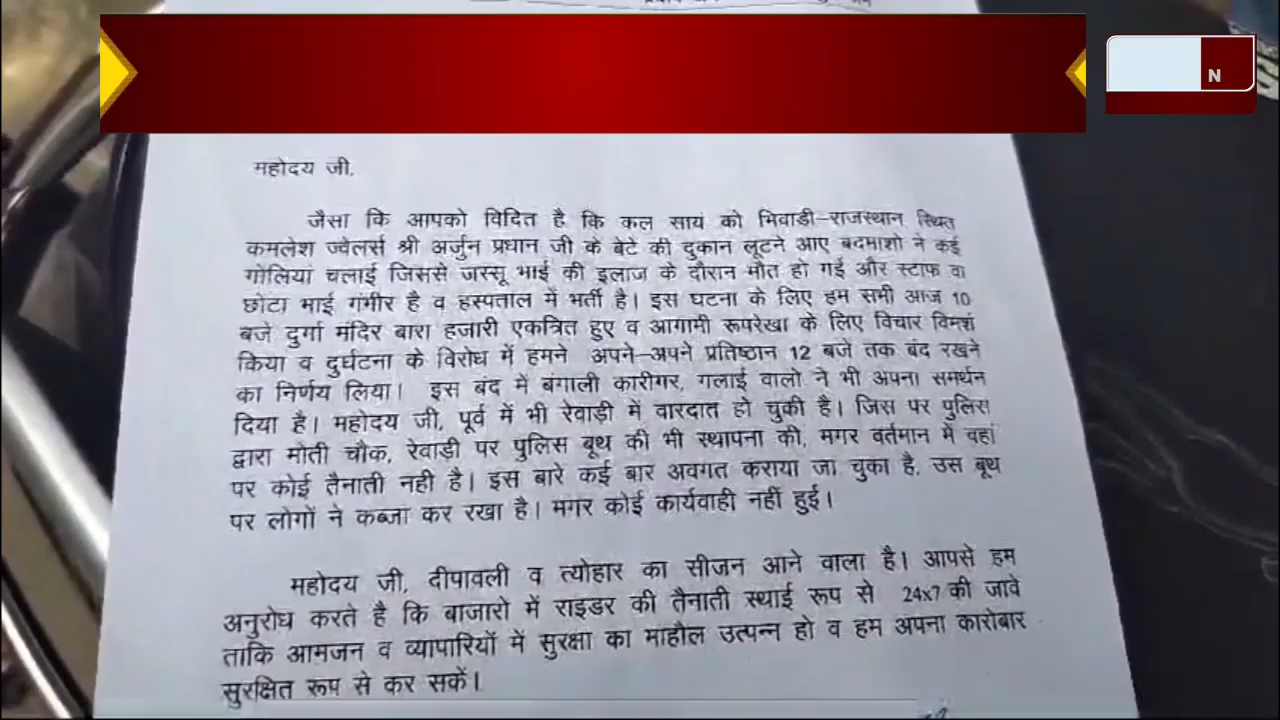 N
महोदय जी,
जैसा कि आपको विदित है कि कल सायं को भिवाडी-राजस्थान स्थित
कमलेश ज्वेलर्स श्री अर्जुन प्रधान जी के बेटे की दुकान लूटने आए बदमाशो ने कई
गोलियां चलाई जिससे जस्सू भाई की इलाज के दौरान मौत हो गई और स्टाफ वा
छोटा भाई गंभीर है व हस्पताल में भर्ती है। इस घटना के लिए हम सभी आज 10
बजे दुर्गा मंदिर बारा हजारी एकत्रित हुए व आगामी रूपरेखा के लिए विचार विमर्श
किया व दुर्घटना के विरोध में हमने अपने-अपने प्रतिष्ठान 12 बजे तक बंद रखने
का निर्णय लिया। इस बंद में बंगाली कारीगर, गलाई वालो ने भी अपना समर्थन
दिया है। महोदय जी, पूर्व में भी रेवाड़ी में वारदात हो चुकी है। जिस पर पुलिस
द्वारा मोती चौक, रेवाड़ी पर पुलिस बूथ की भी स्थापना की, मगर वर्तमान में वहां
पर कोई तैनाती नही है। इस बारे कई बार अवगत कराया जा चुका है, उस बूथ
पर लोगों ने कब्जा कर रखा है। मगर कोई कार्यवाही नहीं हुई।
महोदय जी, दीपावली व त्योहार का सीजन आने वाला है। आपसे हम
अनुरोध करते है कि बाजारो में राइडर की तैनाती स्थाई रूप से 24x7 की जावे
ताकि आमजन व व्यापारियों में सुरक्षा का माहौल उत्पन्न हो व हम अपना कारोबार
सुरक्षित रूप से कर सकें।